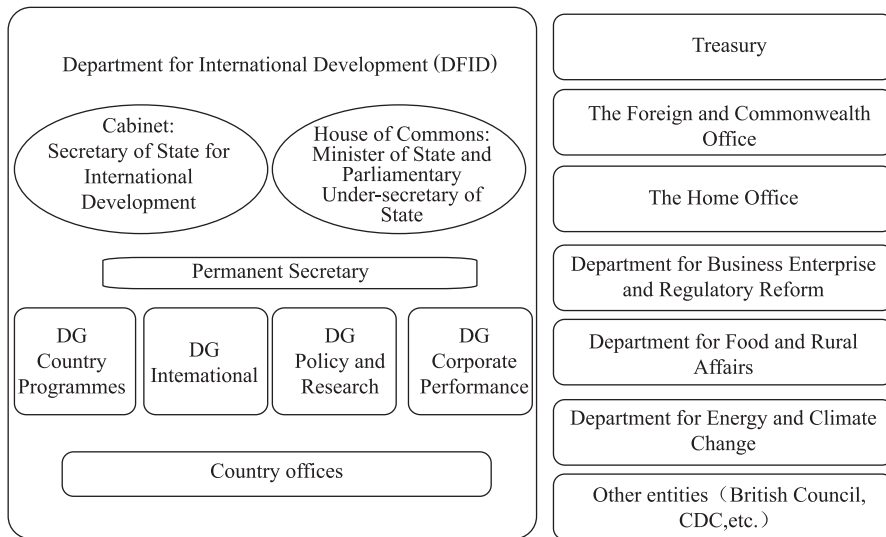 Department for International Development (DFID)
Cabinet:
Secretary of State for
International
Development
House of Commons:
Minister of State and
Parliamentary
Under-secretary of
State
Permanent Secretary
DG
Country
Programmes
DG
Intemational
DG
Policy and
Research
DG
Corporate
Performance
Country offices
Treasury
The Foreign and Commonwealth
Office
The Home Office
Department for Business Enterprise
and Regulatory Reform
Department for Food and Rural
Affairs
Department for Energy and Climate
Change
Other entities（British Council,
CDC,etc.）